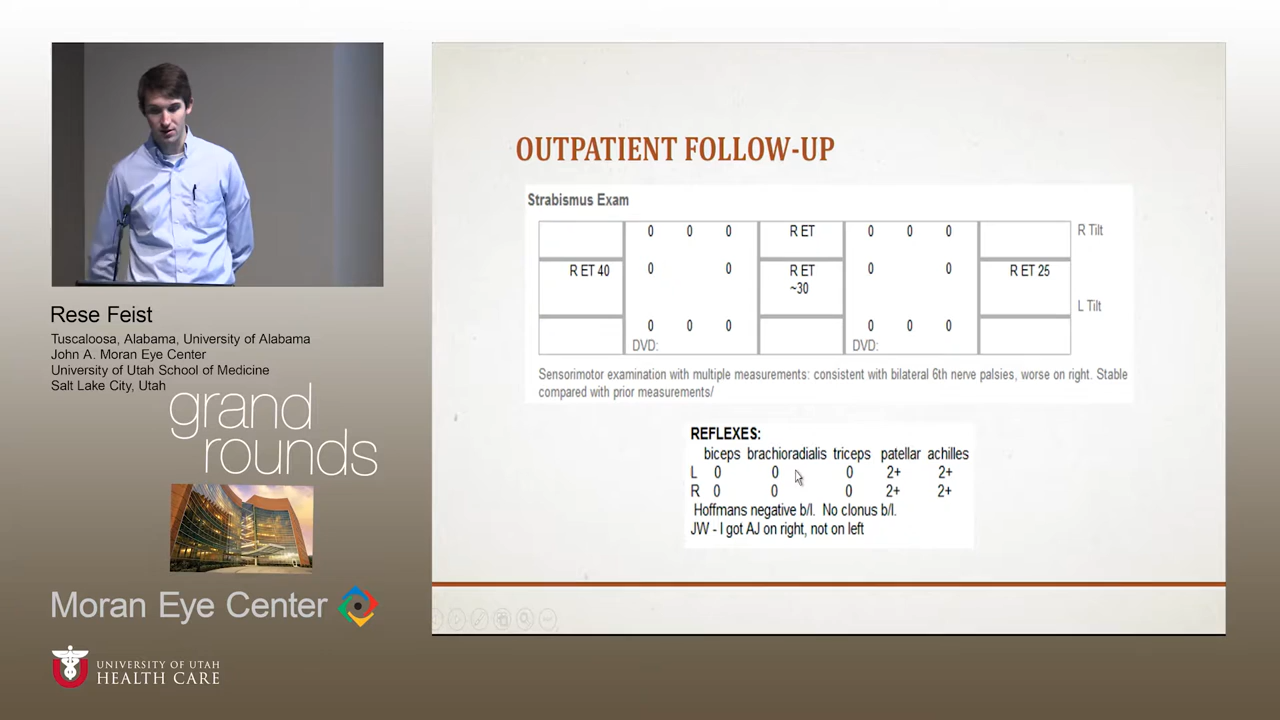 OUTPATIENT FOLLOW-UP
Strabismus Exam
0 0 0 R ET 0 0 0 R Tilt
R ET 40 0 0 R ET 0 0 R ET 25
~30
L Tilt
0 0 0 0 0 0
DVD: DVD:
Sensorimotor examination with multiple measurements: consistent with bilateral 6th nerve palsies, worse on right. Stable
compared with prior measurements/
REFLEXES:
biceps brachioradialis triceps patellar achilles
L 0 0 0 2+ 2+
R 0 0 0 2+ 2+
Hoffmans negative b/l. No clonus b/l.
JW - I got AJ on right, not on left
Rese Feist
Tuscaloosa, Alabama, University of Alabama
John A. Moran Eye Center
University of Utah School of Medicine
Salt Lake City, Utah
grand
rounds
Moran Eye Center
UNIVERSITY OF UTAH
HEALTH CARE